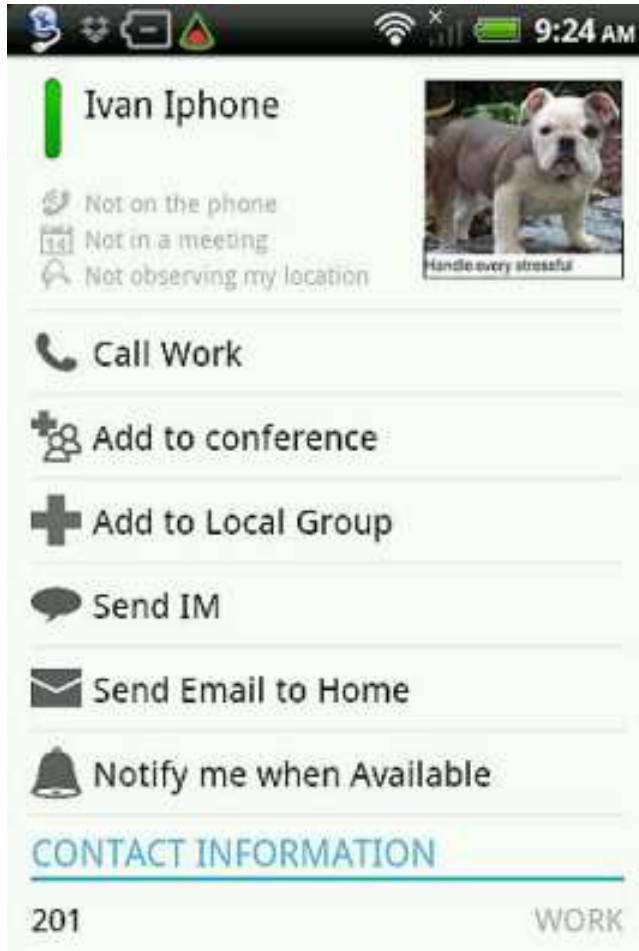 9:24 AM
Ivan Iphone
Not on the phone
14
Not in a meeting
Not observing my location
Handle every stressful
Call Work
Add to conference
Add to Local Group
Send IM
Send Email to Home
Notify me when Available
CONTACT INFORMATION
201 WORK